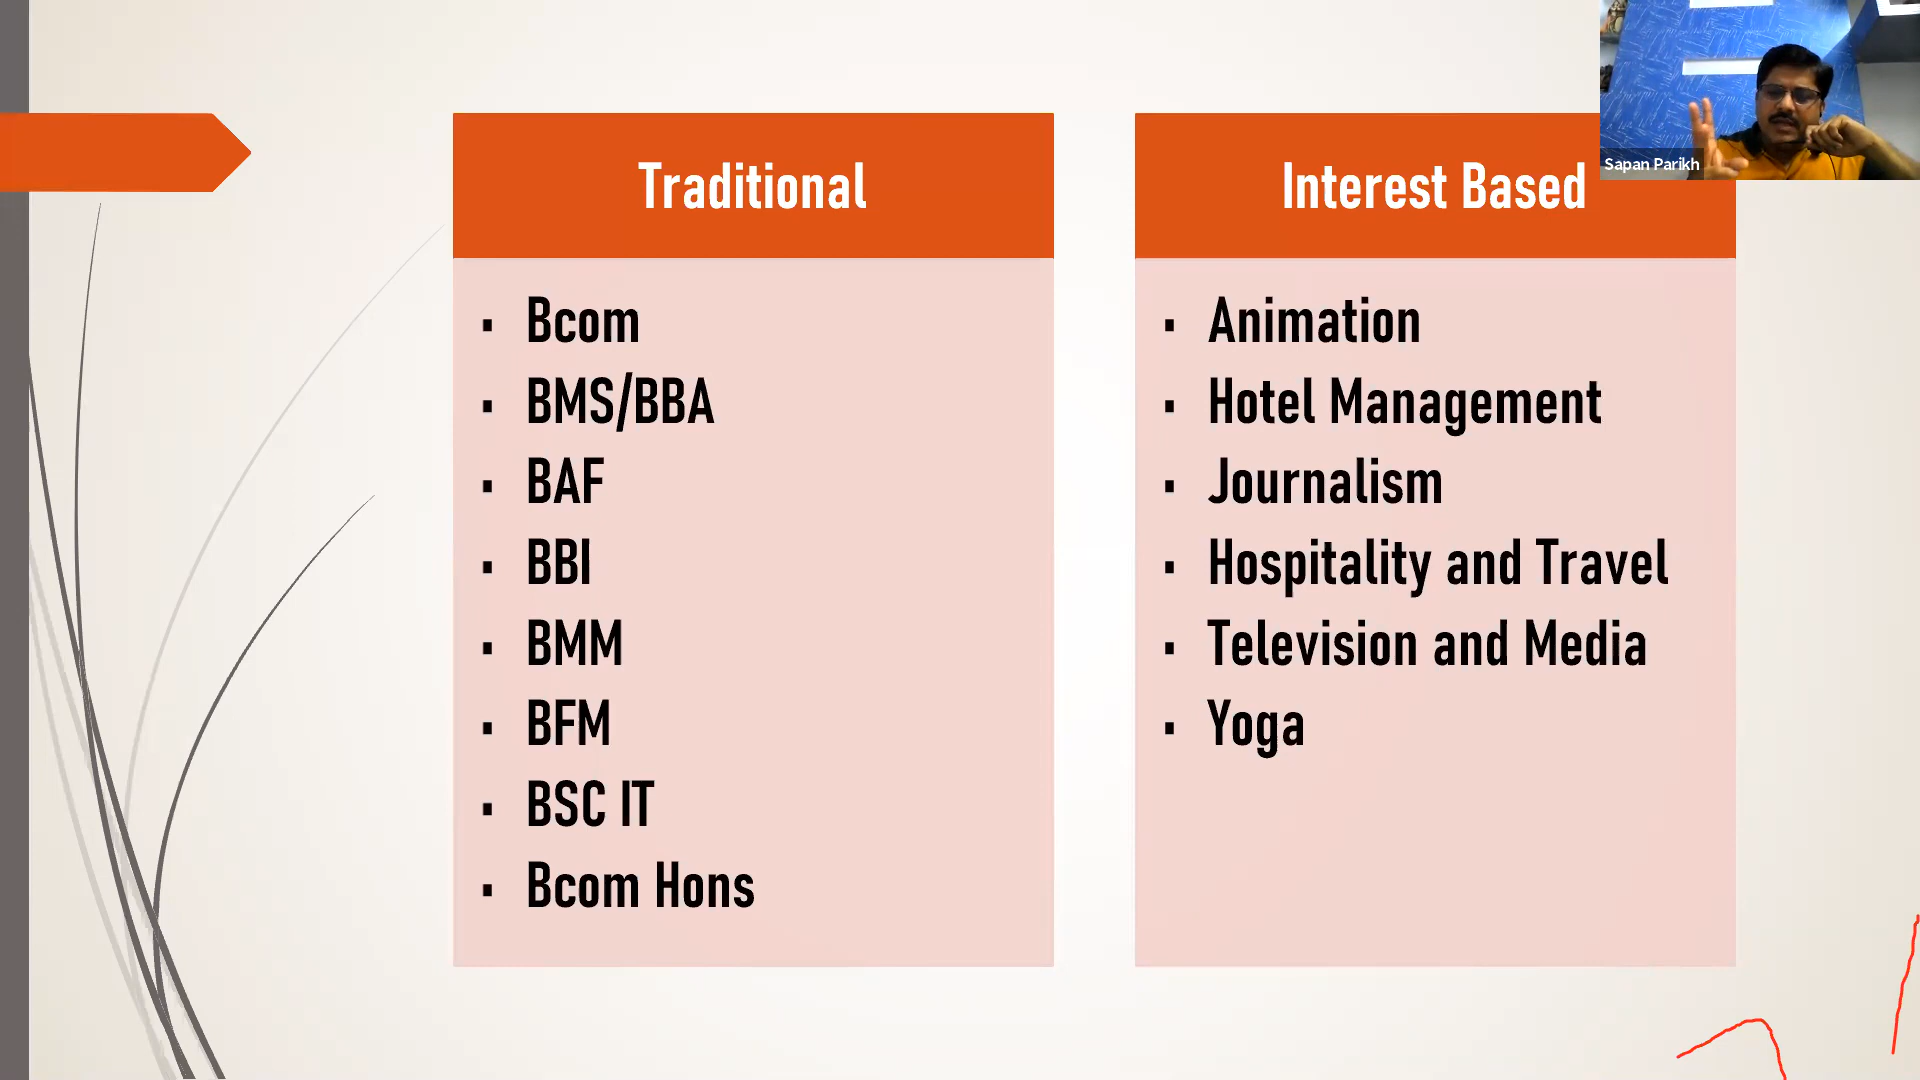 Traditional
Bcom
BMS/BBA
BAF
BBI
BMM
BFM
BSC IT
Bcom Hons
Interest Based
Animation
Hotel Management
Journalism
Hospitality and Travel
Television and Media
Yoga
Sapan Parikh